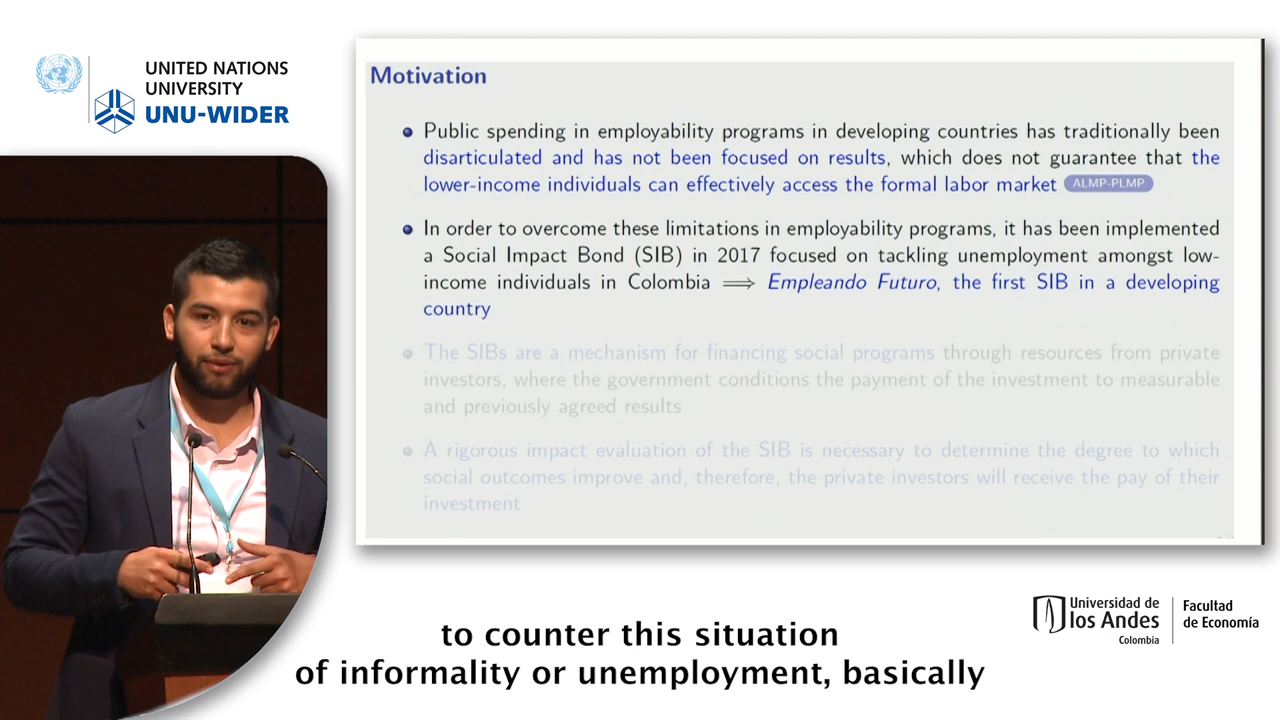 UNITED NATIONS
UNIVERSITY
UNU-WIDER
Motivation
Public spending in employability programs in developing countries has traditionally been
disarticulated and has not been focused on results, which does not guarantee that the
lower-income individuals can effectively access the formal labor market ALMP-PLMP
In order to overcome these limitations in employability programs, it has been implemented
a Social Impact Bond (SIB) in 2017 focused on tackling unemployment amongst low-
income individuals in Colombia ⟹ Empleando Futuro, the first SIB in a developing
country
The SIBs are a mechanism for financing social programs through resources from private
investors, where the government conditions the payment of the investment to measurable
and previously agreed results
A rigorous impact evaluation of the SIB is necessary to determine the degree to which
social outcomes improve and, therefore, the private investors will receive the pay of their
investment
Universidad de
los Andes
Colombia
Facultad
de Economía
to counter this situation
of informality or unemployment, basically